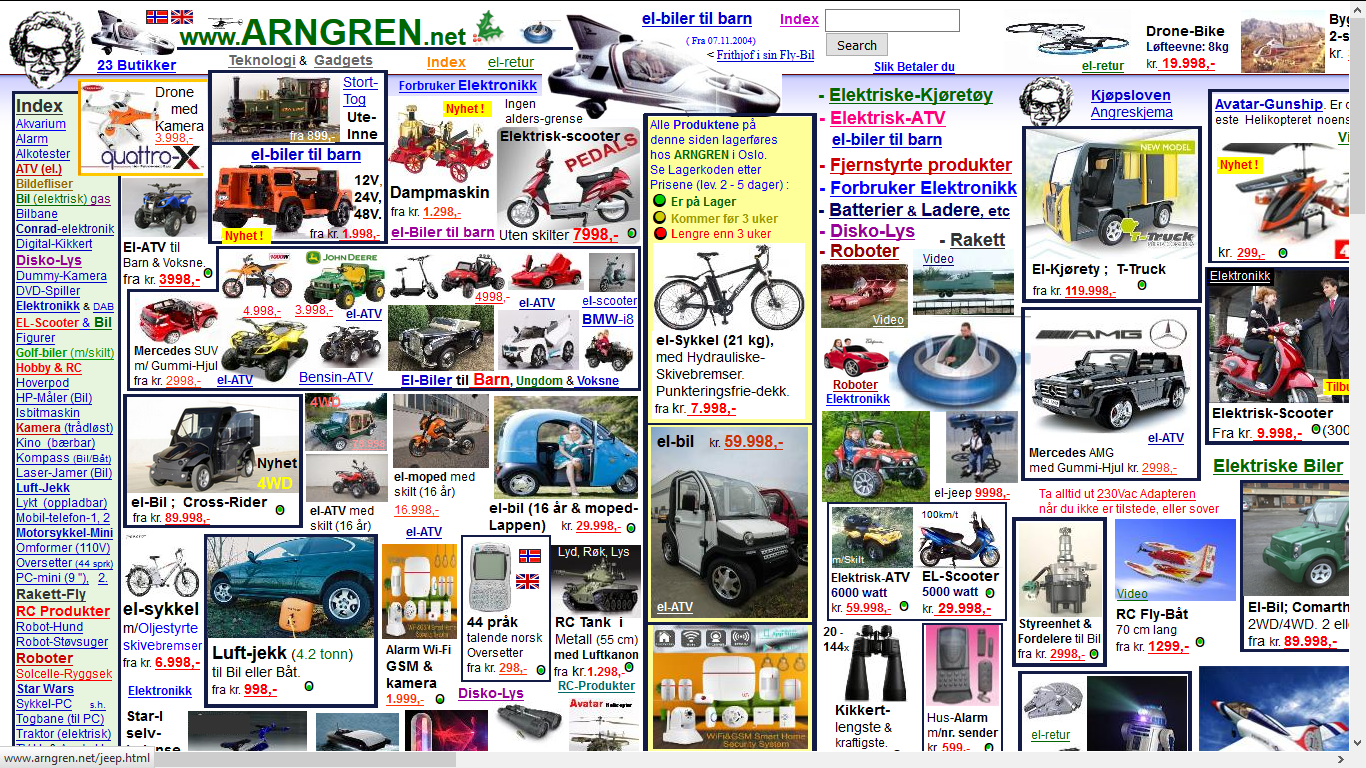 www.ARNGREN.net
23 Butikker
Teknologi & Gadgets
Index
el-retur
el-biler til barn
( Fra 07.11.2004)
< Frithjof i sin Fly-Bil
Index
Search
Slik Betaler du
Drone-Bike
Løfteevne: 8kg
el-retur
kr. 19.998,-
2-s
kr.
Index
Akvarium
Alarm
Alkotester
ATV (el.)
Bildefliser
Bil (elektrisk) gas
Bilbane
Conrad-elektronik
Digital-Kikkert
Disko-Lys
Dummy-Kamera
DVD-Spiller
Elektronikk & DAB
EL-Scooter & Bil
Figurer
Golf-biler (m/skilt)
Hobby & RC
Hoverpod
HP-Måler (Bil)
Isbitmaskin
Kamera (trådløst)
Kino (bærbar)
Kompass (Bil/Båt)
Laser-Jamer (Bil)
Luft-Jekk
Lykt (oppladbar)
Mobil-telefon-1, 2
Motorsykkel-Mini
Omformer (110V)
Oversetter (44 sprk)
PC-mini (9 "), 2.
Rakett-Fly
RC Produkter
Robot-Hund
Robot-Støvsuger
Roboter
Solcelle-Ryggsek
Star Wars
Sykkel-PC s.h.
Togbane (til PC)
Traktor (elektrisk)
Drone
med
Kamera
3.998,-
quattro-X
fra 899,-
Stort-
Tog
Ute-
Inne
el-biler til barn
12V,
24V,
48V.
Nyhet !
fra kr. 1.998,-
El-ATV til
Barn & Voksne.
fra kr. 3998,-
Forbruker Elektronikk
Nyhet !
Ingen
alders-grense
Dampmaskin
fra kr. 1.298,-
el-Biler til barn
Elektrisk-scooter
PEDALS
Uten skilter 7998,-
1000W
4.998,-
JOHN DEERE
3.998,-
el-ATV
4998,-
el-ATV
el-scooter
BMW-i8
Mercedes SUV
m/ Gummi-Hjul
fra kr. 2998,-
el-ATV
Bensin-ATV
El-Biler til Barn, Ungdom & Voksne
Alle Produktene på
denne siden lagerføres
hos ARNGREN i Oslo.
Se Lagerkoden etter
Prisene (lev. 2 - 5 dager) :
Er på Lager
Kommer før 3 uker
Lengre enn 3 uker
el-Sykkel (21 kg),
med Hydrauliske-
Skivebremser.
Punkteringsfrie-dekk.
fra kr. 7.998,-
- Elektriske-Kjøretøy
- Elektrisk-ATV
el-biler til barn
- Fjernstyrte produkter
- Forbruker Elektronikk
- Batterier & Ladere, etc
- Disko-Lys
- Roboter
- Rakett
Video
Video
Roboter
Elektronikk
Kjøpsloven
Angreskjema
NEW MODEL
T-Truck
El-Kjørety ; T-Truck
fra kr. 119.998,-
AMG
el-ATV
Mercedes AMG
med Gummi-Hjul kr. 2998,-
Avatar-Gunship. Er d
este Helikopteret noens
Vi
Nyhet !
kr. 299,-
Elektronikk
Tilbu
Elektrisk-Scooter
Fra kr. 9.998,- (300
Elektriske Biler
Nyhet
4WD
el-Bil ; Cross-Rider
fra kr. 89.998,-
4WD
el-ATV med
skilt (16 år)
el-moped med
skilt (16 år)
16.998,-
el-ATV
el-bil (16 år & moped-
Lappen) kr. 29.998,-
el-bil kr. 59.998,-
el-ATV
el-jeep 9998,-
m/Skilt
Elektrisk-ATV
6000 watt
kr. 59.998,-
100km/t
EL-Scooter
5000 watt
kr. 29.998,-
Ta alltid ut 230Vac Adapteren
når du ikke er tilstede, eller sover
Styreenhet &
Fordelere til Bil
Fra kr. 2998,-
Video
RC Fly-Båt
70 cm lang
Fra kr. 1299,-
El-Bil; Comarth
2WD/4WD. 2 elle
fra kr. 89.998,-
el-sykkel
m/Oljestyrte
skivebremser
fra kr. 6.998,-
Elektronikk
Luft-jekk (4.2 tonn)
til Bil eller Båt.
fra kr. 998,-
WiFi&GSM Smart Home
Alarm Wi-Fi
GSM &
kamera
1.999,-
44 språk
talende norsk
Oversetter
fra kr. 298,-
Disko-Lys
Lyd, Røk, Lys
RC Tank i
Metall (55 cm)
med Luftkanon
fra Kr.1.298,-
RC-Produkter
Avatar Helicopter
WiFi&GSM Smart Home
Security System
20 -
144x
Kikkert-
lengste &
kraftigste.
Hus-Alarm
m/nr. sender
kr. 599,-
el-retur
Star-I
selv-
www.arngren.net/jeep.html